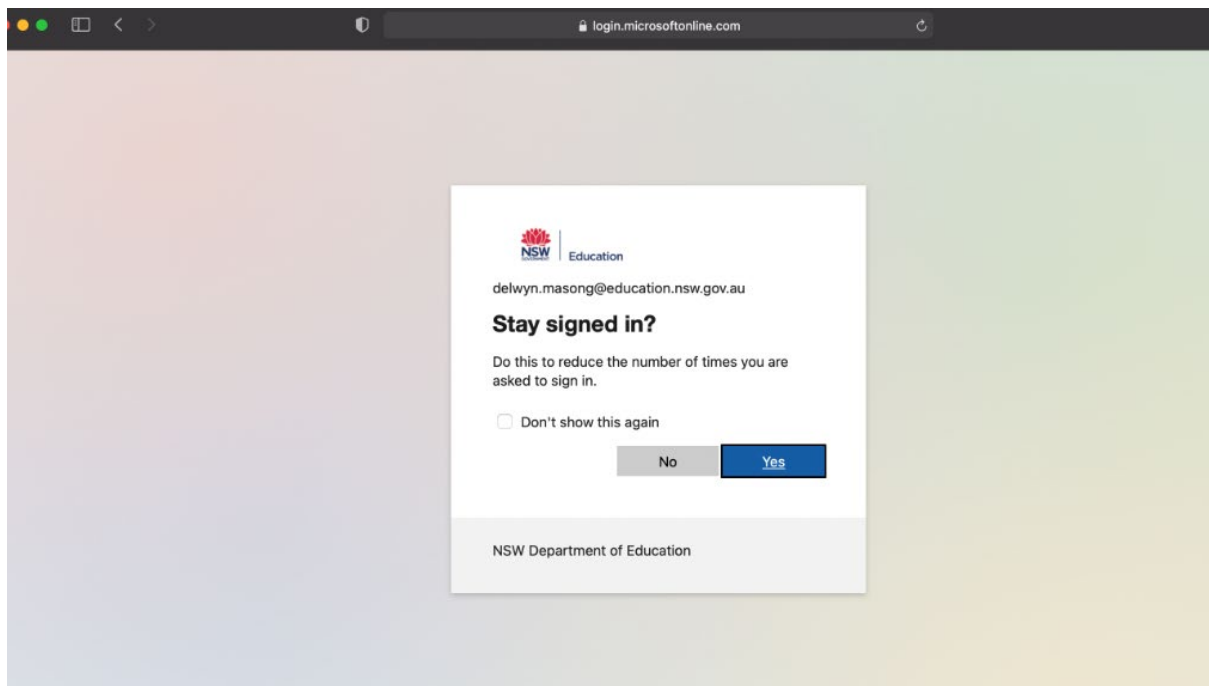 login.microsoftonline.com
NSW
Education
delwyn.masong@education.nsw.gov.au
Stay signed in?
Do this to reduce the number of times you are
asked to sign in.
Don't show this again
No Yes
NSW Department of Education